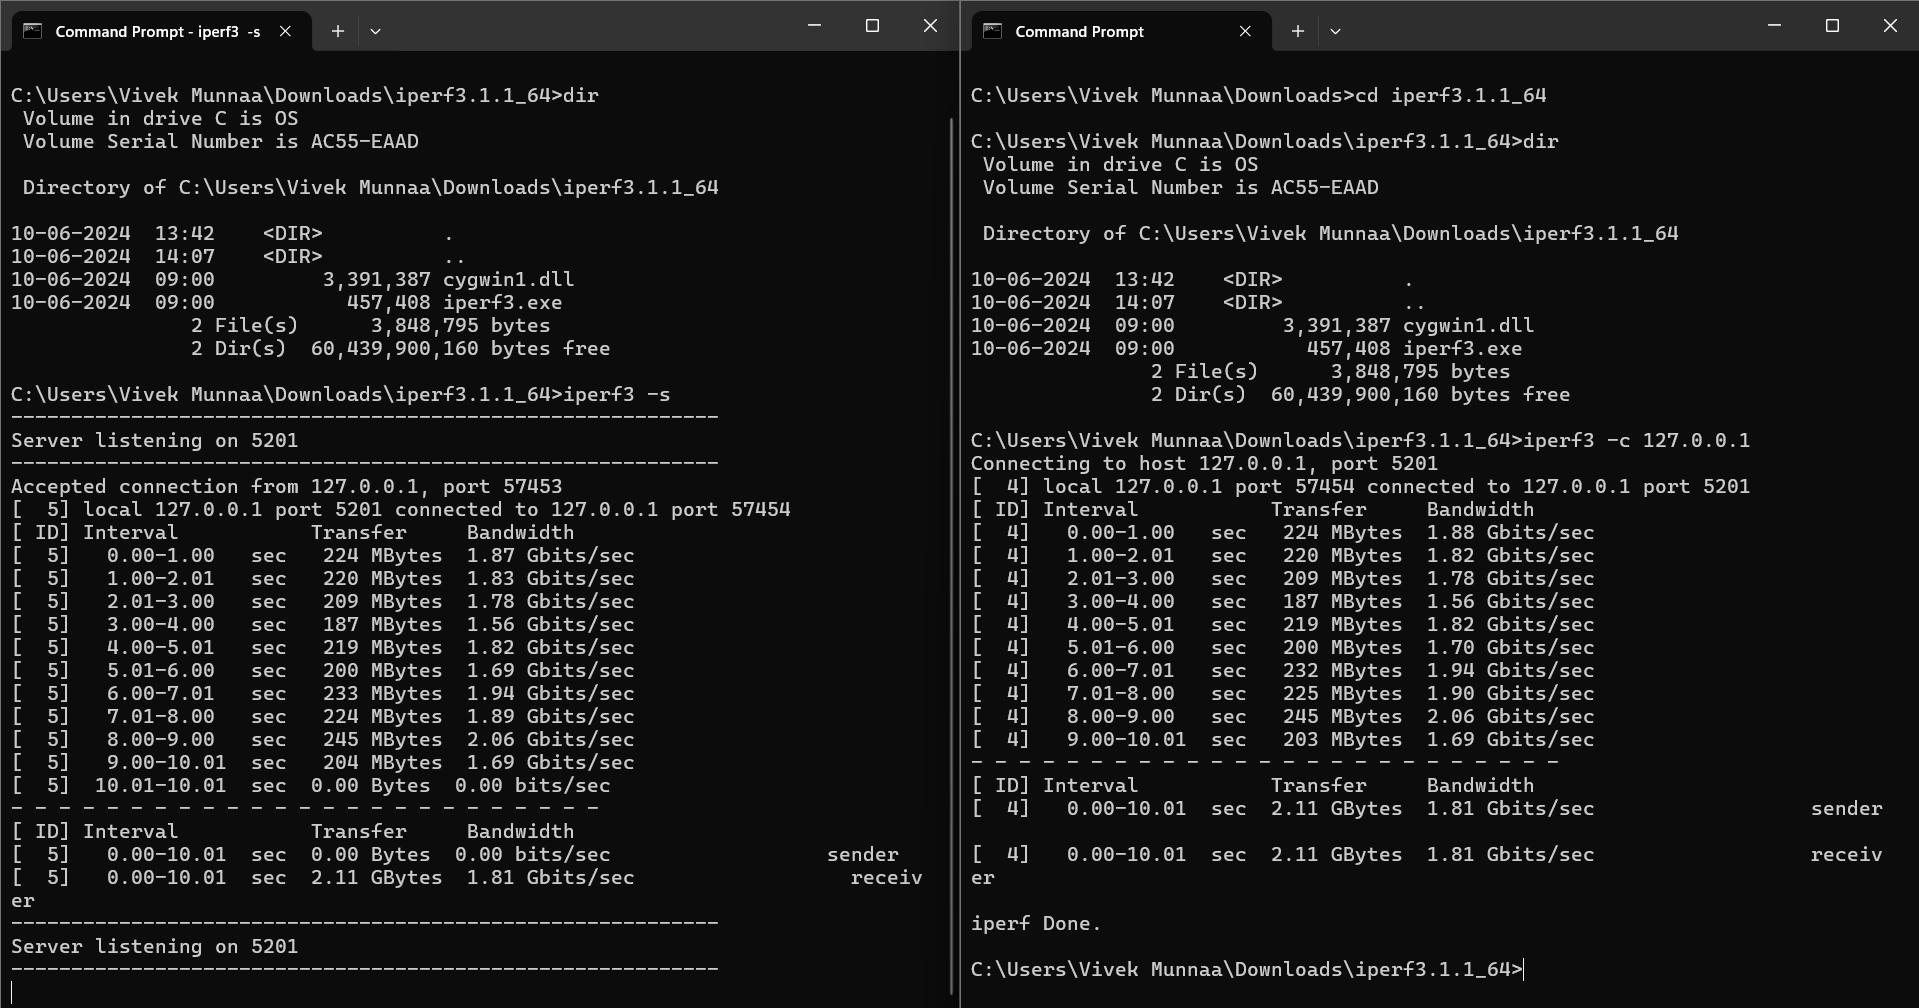 Command Prompt - iperf3  -s
C:\Users\Vivek Munnaa\Downloads\iperf3.1.1_64>dir
 Volume in drive C is OS
 Volume Serial Number is AC55-EAAD
 Directory of C:\Users\Vivek Munnaa\Downloads\iperf3.1.1_64
10-06-2024  13:42    <DIR>          .
10-06-2024  14:07    <DIR>          ..
10-06-2024  09:00         3,391,387 cygwin1.dll
10-06-2024  09:00           457,408 iperf3.exe
               2 File(s)      3,848,795 bytes
               2 Dir(s)  60,439,900,160 bytes free
C:\Users\Vivek Munnaa\Downloads\iperf3.1.1_64>iperf3 -s
-----------------------------------------------------------
Server listening on 5201
-----------------------------------------------------------
Accepted connection from 127.0.0.1, port 57453
[  5] local 127.0.0.1 port 5201 connected to 127.0.0.1 port 57454
[ ID] Interval           Transfer     Bandwidth
[  5]   0.00-1.00   sec   224 MBytes  1.87 Gbits/sec
[  5]   1.00-2.01   sec   220 MBytes  1.83 Gbits/sec
[  5]   2.01-3.00   sec   209 MBytes  1.78 Gbits/sec
[  5]   3.00-4.00   sec   187 MBytes  1.56 Gbits/sec
[  5]   4.00-5.01   sec   219 MBytes  1.82 Gbits/sec
[  5]   5.01-6.00   sec   200 MBytes  1.69 Gbits/sec
[  5]   6.00-7.01   sec   233 MBytes  1.94 Gbits/sec
[  5]   7.01-8.00   sec   224 MBytes  1.89 Gbits/sec
[  5]   8.00-9.00   sec   245 MBytes  2.06 Gbits/sec
[  5]   9.00-10.01  sec   204 MBytes  1.69 Gbits/sec
[  5]  10.01-10.01  sec  0.00 Bytes  0.00 bits/sec
- - - - - - - - - - - - - - - - - - - - - - - - -
[ ID] Interval           Transfer     Bandwidth
[  5]   0.00-10.01  sec  0.00 Bytes  0.00 bits/sec                  sender
[  5]   0.00-10.01  sec  2.11 GBytes  1.81 Gbits/sec                  receiv
er
-----------------------------------------------------------
Server listening on 5201
-----------------------------------------------------------
Command Prompt
C:\Users\Vivek Munnaa\Downloads>cd iperf3.1.1_64
C:\Users\Vivek Munnaa\Downloads\iperf3.1.1_64>dir
 Volume in drive C is OS
 Volume Serial Number is AC55-EAAD
 Directory of C:\Users\Vivek Munnaa\Downloads\iperf3.1.1_64
10-06-2024  13:42    <DIR>          .
10-06-2024  14:07    <DIR>          ..
10-06-2024  09:00         3,391,387 cygwin1.dll
10-06-2024  09:00           457,408 iperf3.exe
               2 File(s)      3,848,795 bytes
               2 Dir(s)  60,439,900,160 bytes free
C:\Users\Vivek Munnaa\Downloads\iperf3.1.1_64>iperf3 -c 127.0.0.1
Connecting to host 127.0.0.1, port 5201
[  4] local 127.0.0.1 port 57454 connected to 127.0.0.1 port 5201
[ ID] Interval           Transfer     Bandwidth
[  4]   0.00-1.00   sec   224 MBytes  1.88 Gbits/sec
[  4]   1.00-2.01   sec   220 MBytes  1.82 Gbits/sec
[  4]   2.01-3.00   sec   209 MBytes  1.78 Gbits/sec
[  4]   3.00-4.00   sec   187 MBytes  1.56 Gbits/sec
[  4]   4.00-5.01   sec   219 MBytes  1.82 Gbits/sec
[  4]   5.01-6.00   sec   200 MBytes  1.70 Gbits/sec
[  4]   6.00-7.01   sec   232 MBytes  1.94 Gbits/sec
[  4]   7.01-8.00   sec   225 MBytes  1.90 Gbits/sec
[  4]   8.00-9.00   sec   245 MBytes  2.06 Gbits/sec
[  4]   9.00-10.01  sec   203 MBytes  1.69 Gbits/sec
- - - - - - - - - - - - - - - - - - - - - - - - -
[ ID] Interval           Transfer     Bandwidth
[  4]   0.00-10.01  sec  2.11 GBytes  1.81 Gbits/sec                  sender
[  4]   0.00-10.01  sec  2.11 GBytes  1.81 Gbits/sec                  receiv
er
iperf Done.
C:\Users\Vivek Munnaa\Downloads\iperf3.1.1_64>